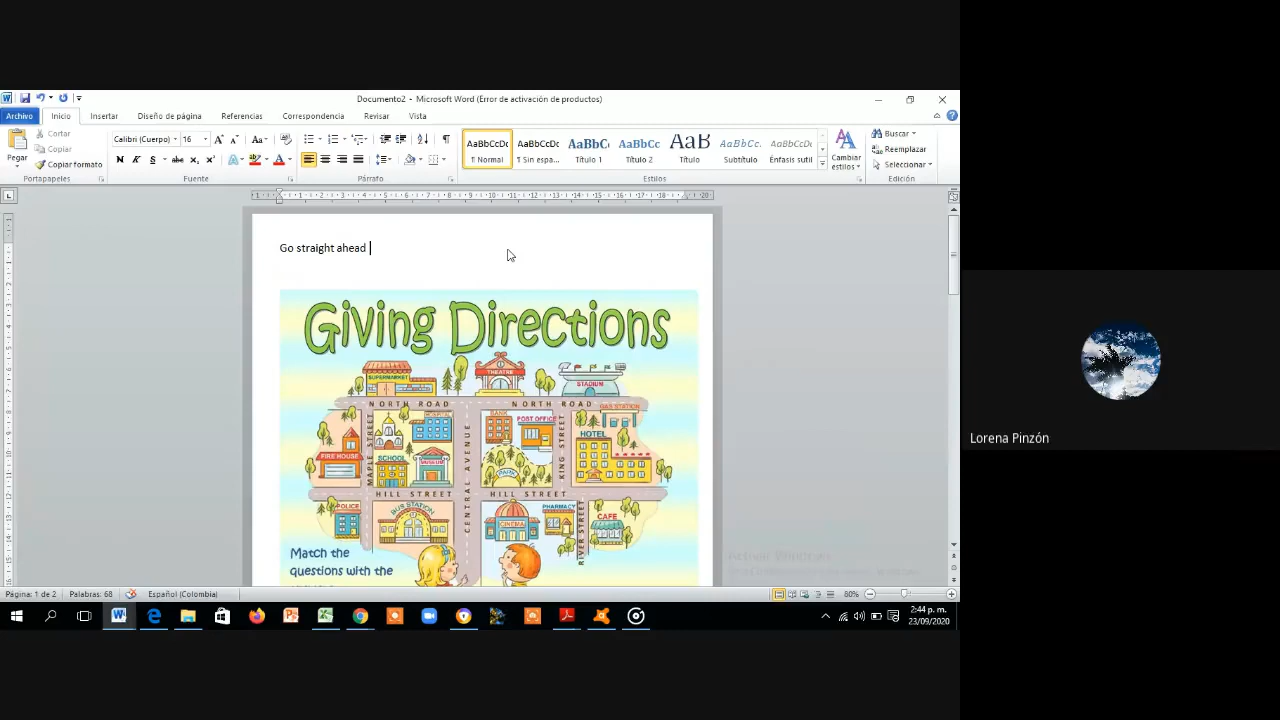 Documento2 - Microsoft Word (Error de activación de productos)
Archivo Inicio Insertar Diseño de página Referencias Correspondencia Revisar Vista
Pegar
Cortar
Copiar
Copiar formato
Portapapeles
Calibri (Cuerpo) 16
Fuente
Párrafo
AaBbCcDc AaBbCcDc AaBbC AaBbCc AaB AaBbCc. AaBbCcDc
¶ Normal ¶ Sin espa... Título 1 Título 2 Título Subtítulo Énfasis sutil
Estilos
Cambiar
estilos
Buscar
Reemplazar
Seleccionar
Edición
Go straight ahead
Giving Directions
SUPERMARKET THEATRE STADIUM
NORTH ROAD NORTH ROAD
HOSPITAL BANK POST OFFICE GAS STATION
MAPLE STREET
CENTRAL AVENUE
KING STREET
HOTEL
FIRE HOUSE SCHOOL MUSEUM PARK
HILL STREET HILL STREET
POLICE BUS STATION CINEMA PHARMACY CAFE
RIVER STREET
Match the
questions with the
Página: 1 de 2 Palabras: 68 Español (Colombia) 80%
2:44 p. m.
23/09/2020
Lorena Pinzón